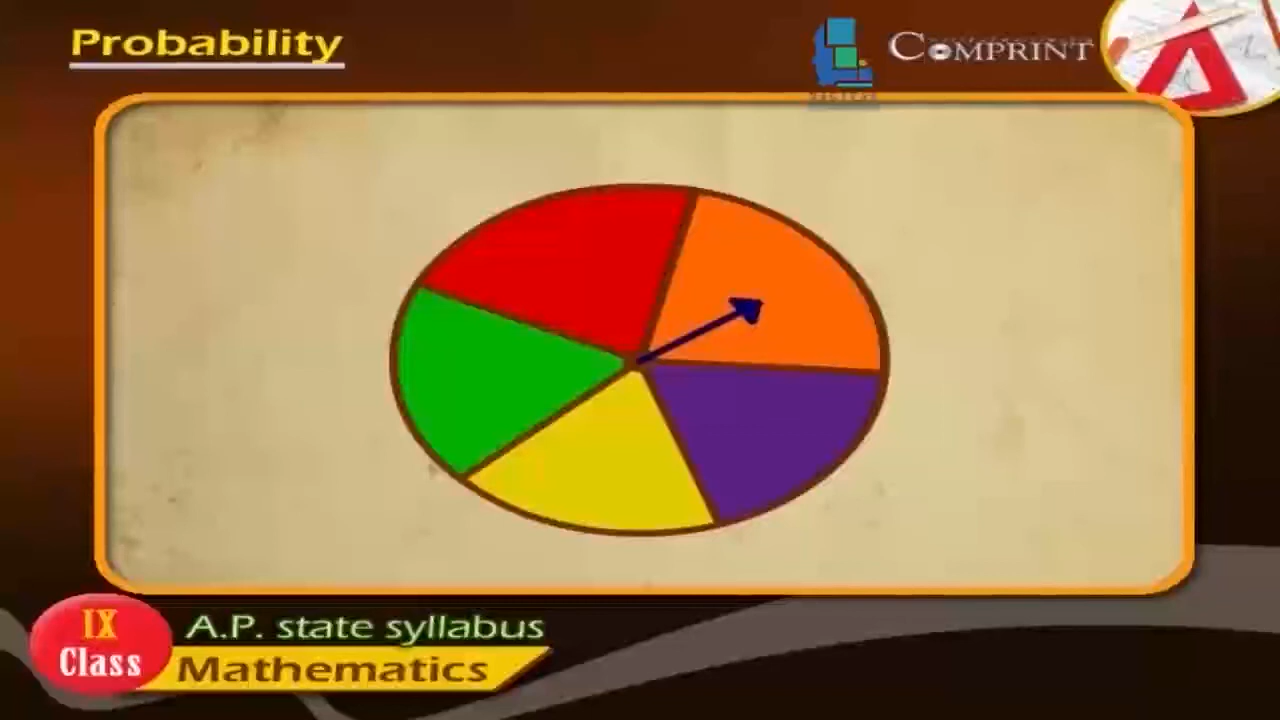 Probability
COMPRINT
IX
Class
A.P. state syllabus
Mathematics